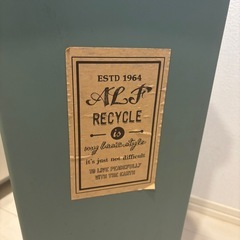 ESTD 1964
ALF
RECYCLE
is
my basic style
it's just not difficult
TO LIVE PEACEFULLY
WITH THE EARTH